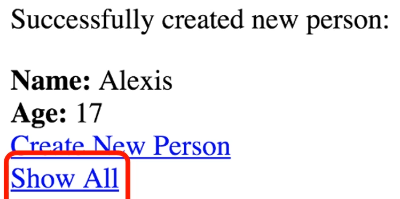 Successfully created new person:
Name: Alexis
Age: 17
Create New Person
Show All